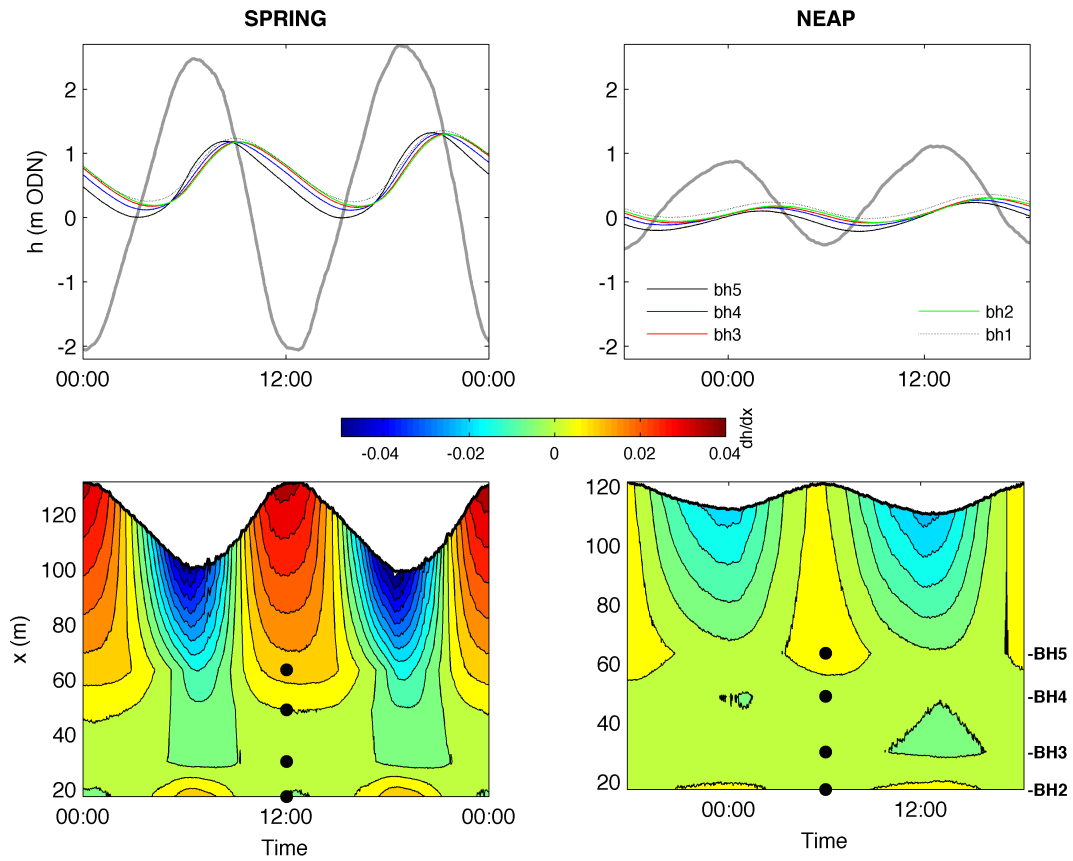 SPRING
NEAP
h (m ODN)
2
1
0
-1
-2
00:00
12:00
00:00
2
1
0
-1
-2
bh5
bh4
bh3
bh2
bh1
00:00
12:00
-0.04
-0.02
0
0.02
0.04
dh/dx
x (m)
120
100
80
60
40
20
00:00
12:00
00:00
Time
120
100
80
60
40
20
-BH5
-BH4
-BH3
-BH2
00:00
12:00
Time